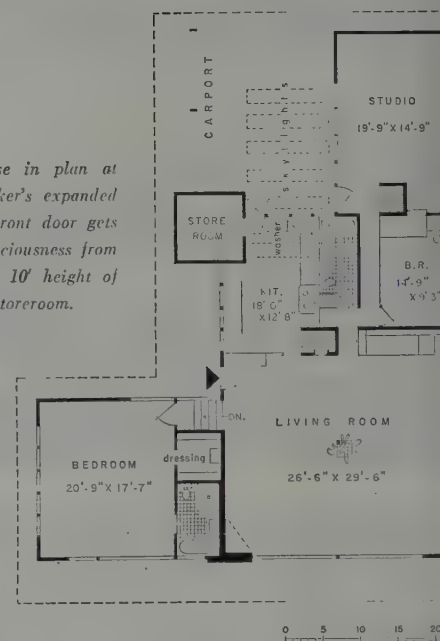 CARPORT
skylights
STUDIO
19'-9"X14'-9"
se in plan at
ker's expanded
ront door gets
ciousness from
10' height of
toreroom.
STORE
ROOM
washer
KIT.
18'-0"
X12'8"
B.R.
14'-9"
X9'3"
DN.
LIVING ROOM
26'-6" X 29'-6"
dressing
BEDROOM
20'-9"X 17'-7"
0 5 10 15 20